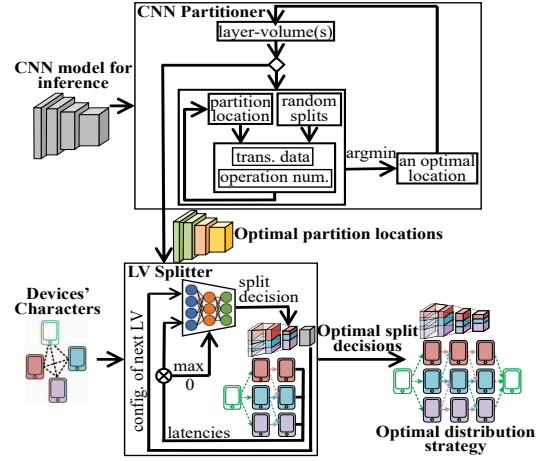 CNN Partitioner
layer-volume(s)
CNN model for
inference
partition
location
random
splits
trans. data
operation num.
argmin
an optimal
location
Optimal partition locations
LV Splitter
Devices'
Characters
config. of next LV
split
decision
max
0
latencies
Optimal split
decisions
Optimal distribution
strategy